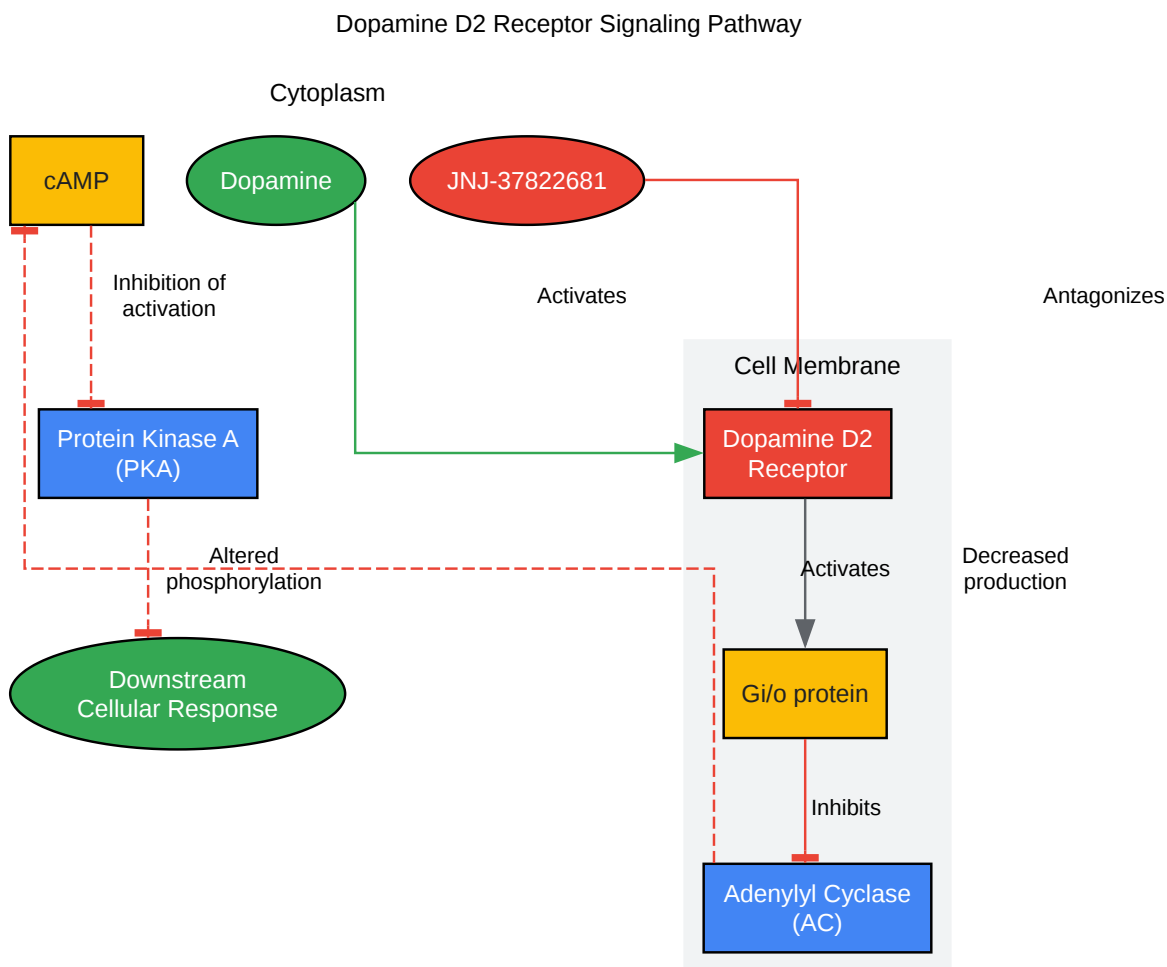 Dopamine D2 Receptor Signaling Pathway
Cytoplasm
cAMP
Dopamine
JNJ-37822681
Inhibition of
activation
Activates
Antagonizes
Cell Membrane
Protein Kinase A
(PKA)
Dopamine D2
Receptor
Altered
phosphorylation
Activates
Decreased
production
Downstream
Cellular Response
Gi/o protein
Inhibits
Adenylyl Cyclase
(AC)